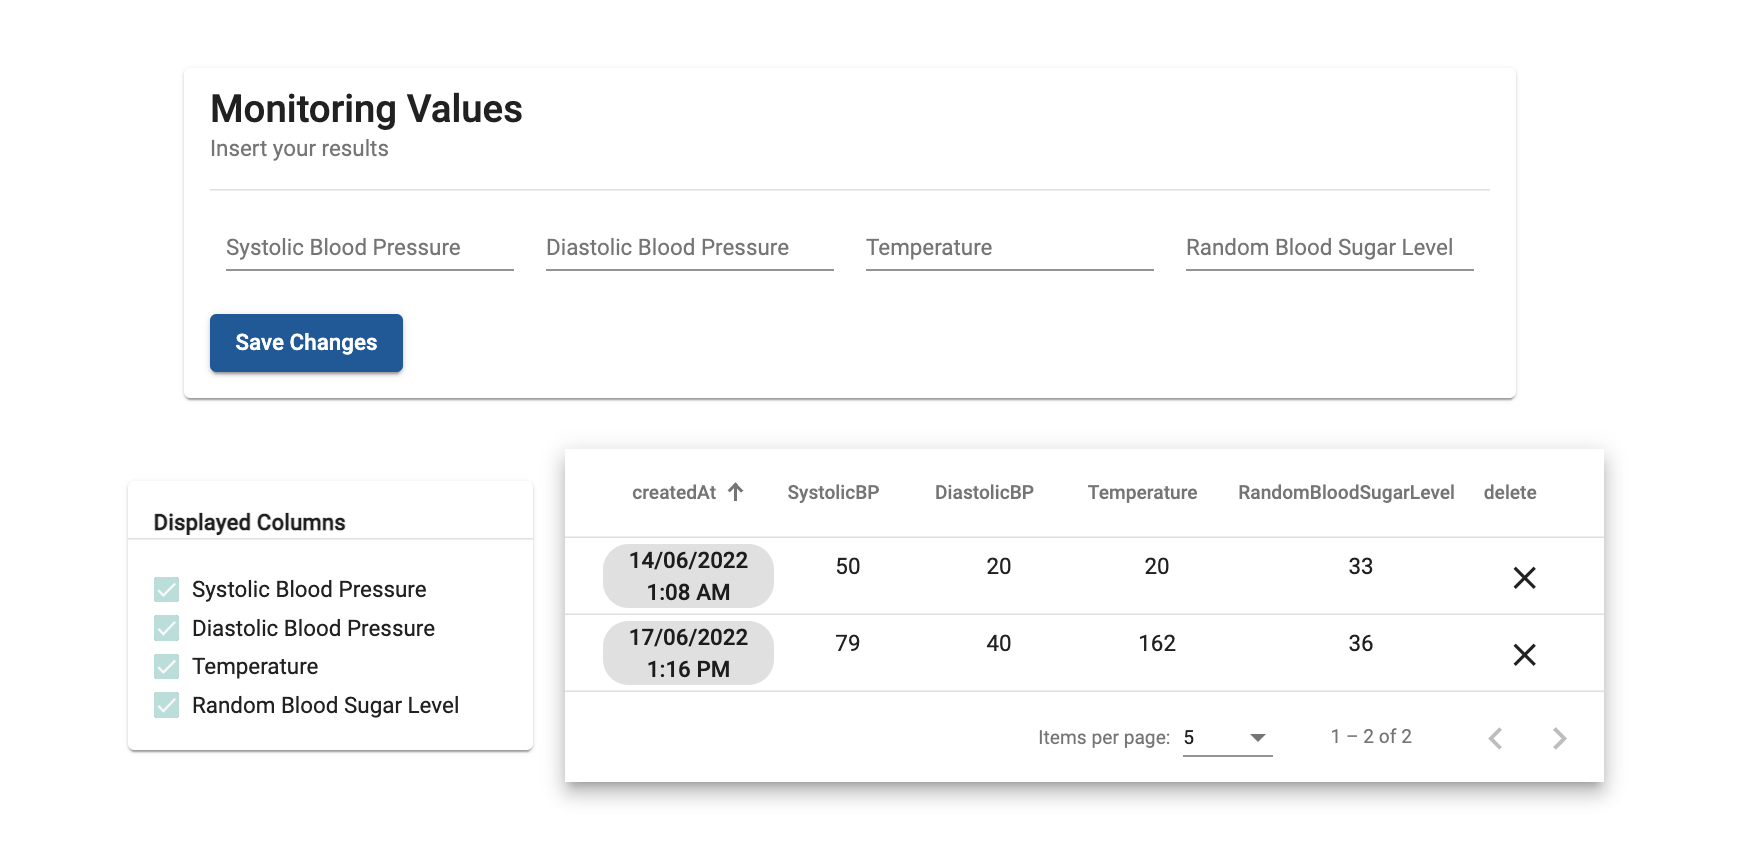 Monitoring Values
Insert your results
Systolic Blood Pressure Diastolic Blood Pressure Temperature Random Blood Sugar Level
Save Changes
Displayed Columns
Systolic Blood Pressure
Diastolic Blood Pressure
Temperature
Random Blood Sugar Level
createdAt SystolicBP DiastolicBP Temperature RandomBloodSugarLevel delete
14/06/2022 50 20 20 33
1:08 AM
17/06/2022 79 40 162 36
1:16 PM
Items per page: 5 1 – 2 of 2